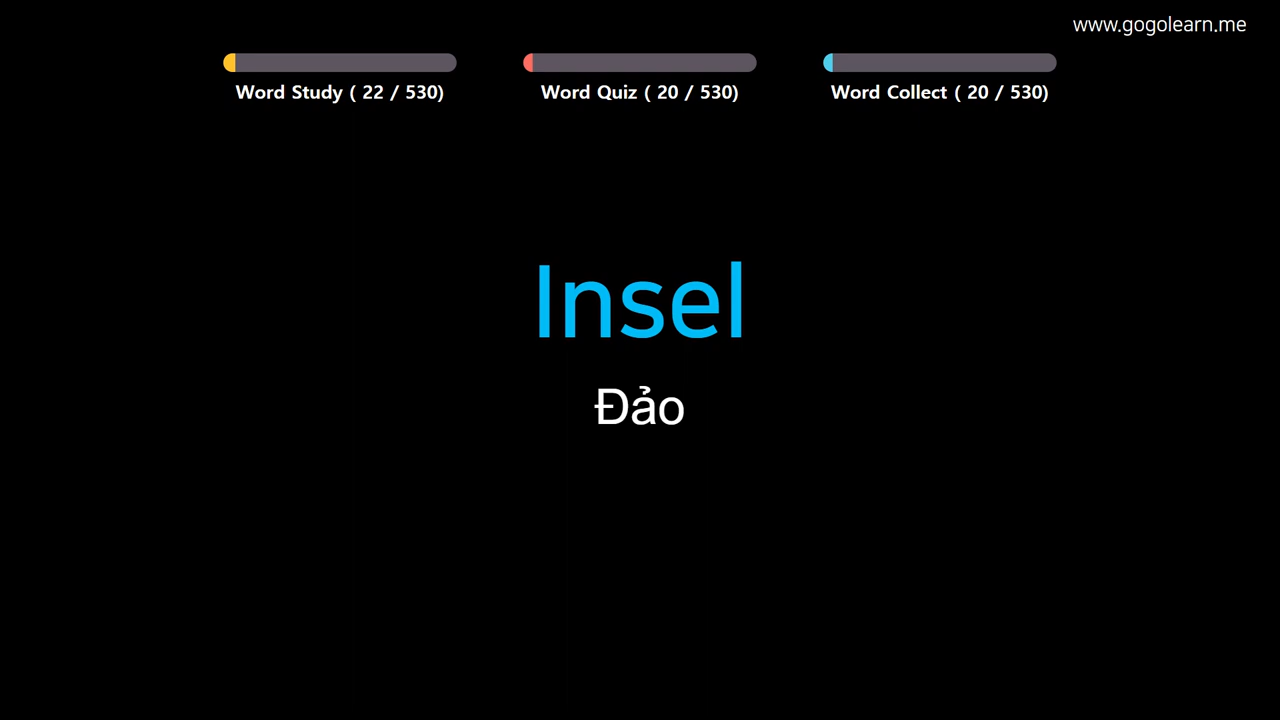 www.gogolearn.me
Word Study ( 22 / 530)
Word Quiz ( 20 / 530)
Word Collect ( 20 / 530)
Insel
Đảo